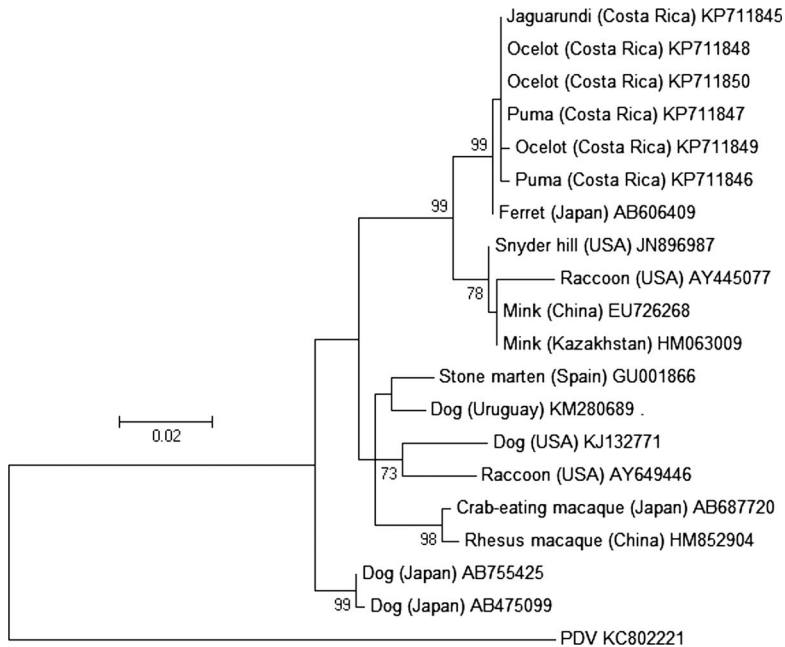 Jaguarundi (Costa Rica) KP711845
Ocelot (Costa Rica) KP711848
Ocelot (Costa Rica) KP711850
Puma (Costa Rica) KP711847
99
Ocelot (Costa Rica) KP711849
Puma (Costa Rica) KP711846
99
Ferret (Japan) AB606409
Snyder hill (USA) JN896987
Raccoon (USA) AY445077
78
Mink (China) EU726268
Mink (Kazakhstan) HM063009
Stone marten (Spain) GU001866
Dog (Uruguay) KM280689 .
0.02
Dog (USA) KJ132771
73
Raccoon (USA) AY649446
Crab-eating macaque (Japan) AB687720
98
Rhesus macaque (China) HM852904
Dog (Japan) AB755425
99
Dog (Japan) AB475099
PDV KC802221